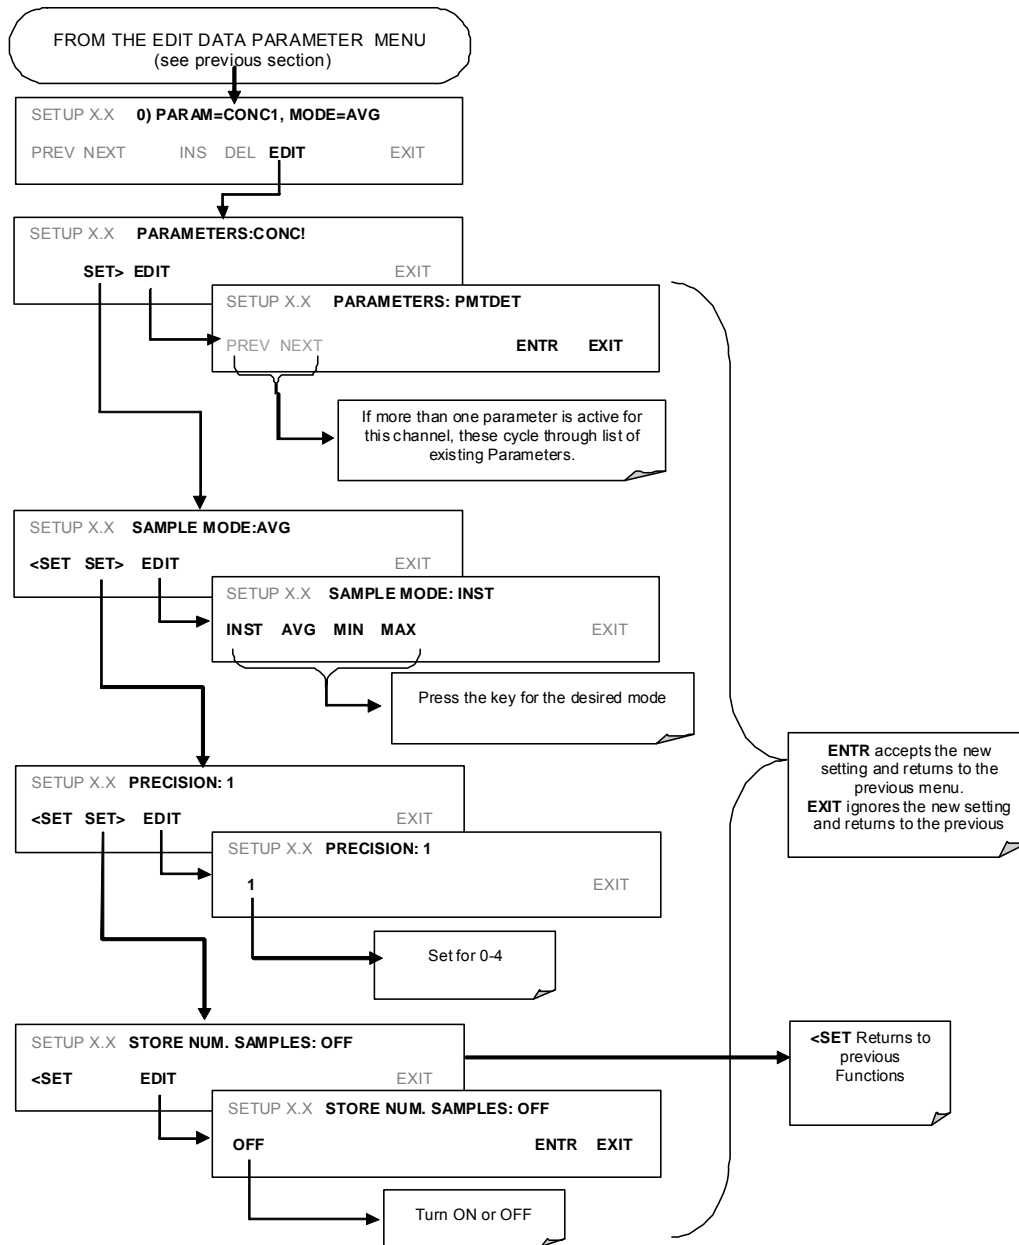 FROM THE EDIT DATA PARAMETER MENU
(see previous section)
SETUP X.X 0) PARAM=CONC1, MODE=AVG
PREV NEXT INS DEL EDIT EXIT
SETUP X.X PARAMETERS:CONC!
SET> EDIT EXIT
SETUP X.X PARAMETERS: PMTDET
PREV NEXT ENTR EXIT
If more than one parameter is active for
this channel, these cycle through list of
existing Parameters.
SETUP X.X SAMPLE MODE:AVG
<SET SET> EDIT EXIT
SETUP X.X SAMPLE MODE: INST
INST AVG MIN MAX EXIT
Press the key for the desired mode
ENTR accepts the new
setting and returns to the
previous menu.
EXIT ignores the new setting
and returns to the previous
SETUP X.X PRECISION: 1
<SET SET> EDIT EXIT
SETUP X.X PRECISION: 1
1 EXIT
Set for 0-4
SETUP X.X STORE NUM. SAMPLES: OFF
<SET EDIT EXIT
<SET Returns to
previous
Functions
SETUP X.X STORE NUM. SAMPLES: OFF
OFF ENTR EXIT
Turn ON or OFF